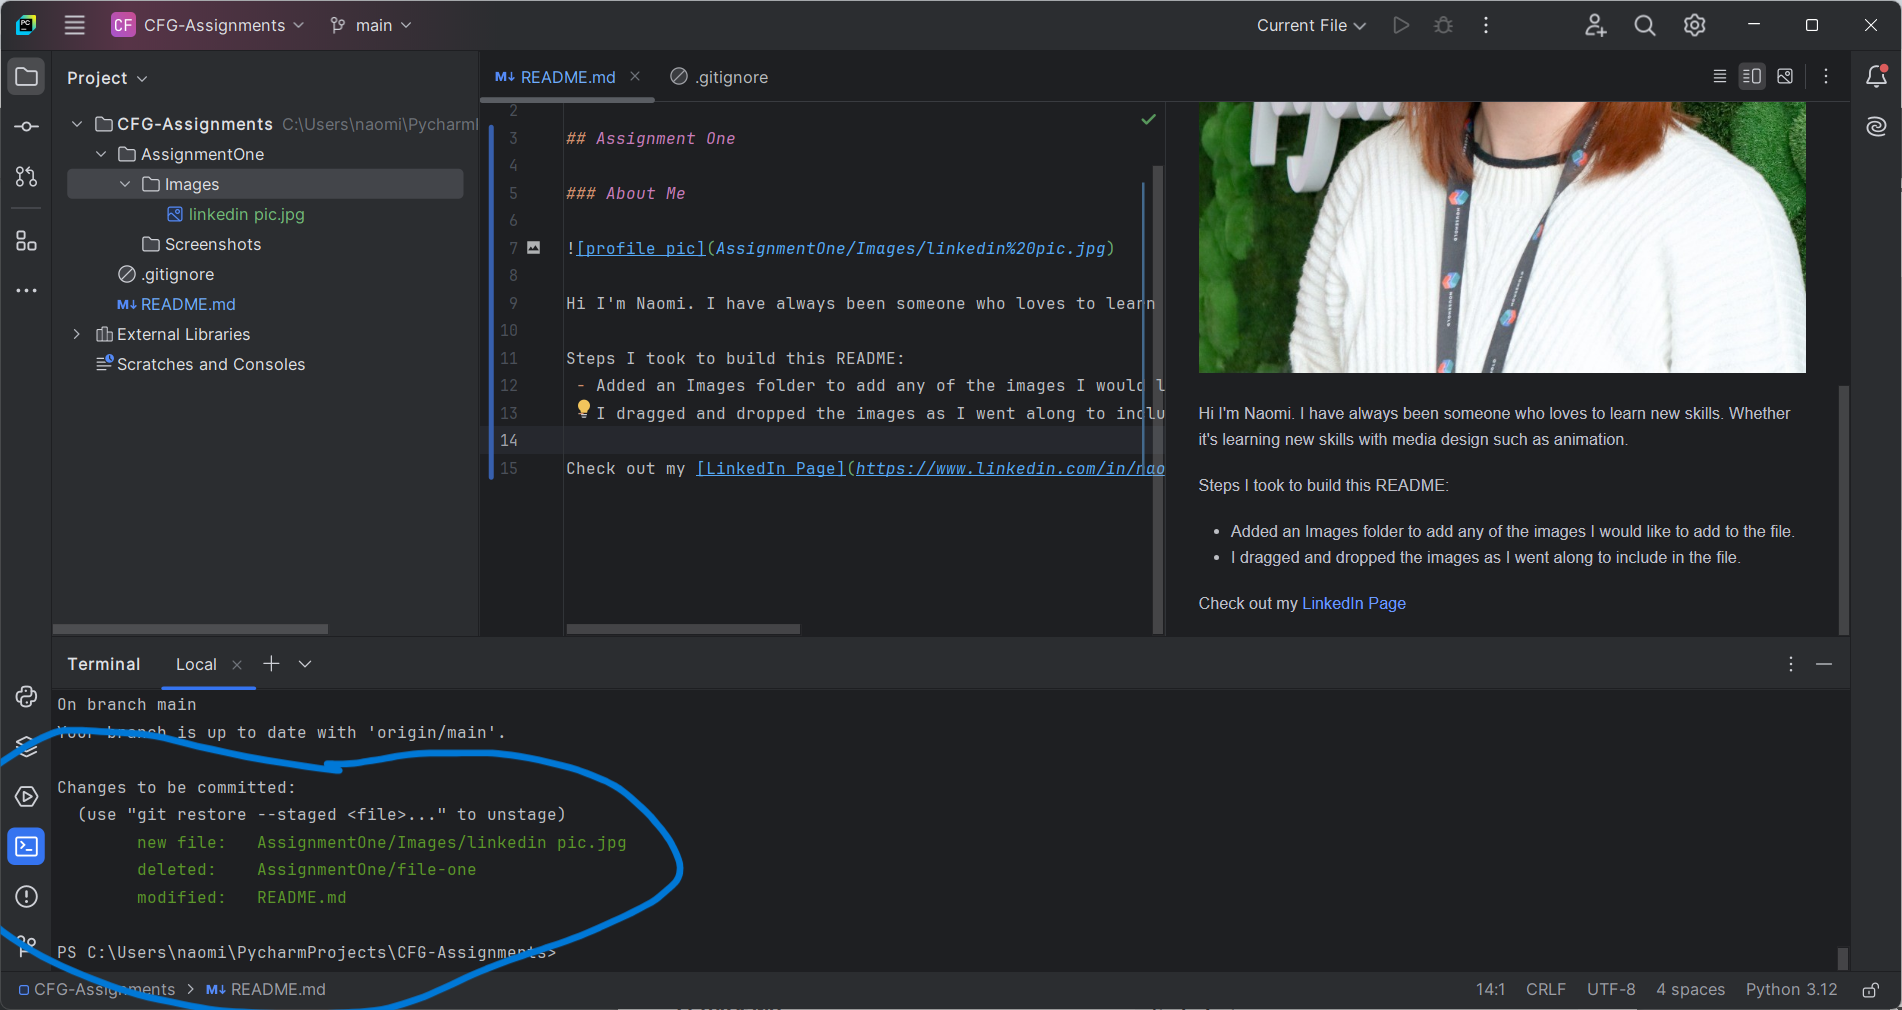 CF CFG-Assignments main Current File
Project
README.md .gitignore
CFG-Assignments C:\Users\naomi\Pycharm
AssignmentOne
Images
linkedin pic.jpg
Screenshots
.gitignore
M↓ README.md
External Libraries
Scratches and Consoles
2
3 ## Assignment One
4
5 ### About Me
6
7 ![profile pic](AssignmentOne/Images/linkedin%20pic.jpg)
8
9 Hi I'm Naomi. I have always been someone who loves to learn
10
11 Steps I took to build this README:
12 - Added an Images folder to add any of the images I would l
13 I dragged and dropped the images as I went along to inclu
14
15 Check out my [LinkedIn Page](https://www.linkedin.com/in/nao
Hi I'm Naomi. I have always been someone who loves to learn new skills. Whether
it's learning new skills with media design such as animation.
Steps I took to build this README:
• Added an Images folder to add any of the images I would like to add to the file.
• I dragged and dropped the images as I went along to include in the file.
Check out my LinkedIn Page
Terminal Local
On branch main
Your branch is up to date with 'origin/main'.
Changes to be committed:
(use "git restore --staged <file>..." to unstage)
new file: AssignmentOne/Images/linkedin pic.jpg
deleted: AssignmentOne/file-one
modified: README.md
PS C:\Users\naomi\PycharmProjects\CFG-Assignments>
CFG-Assignments > M↓ README.md 14:1 CRLF UTF-8 4 spaces Python 3.12